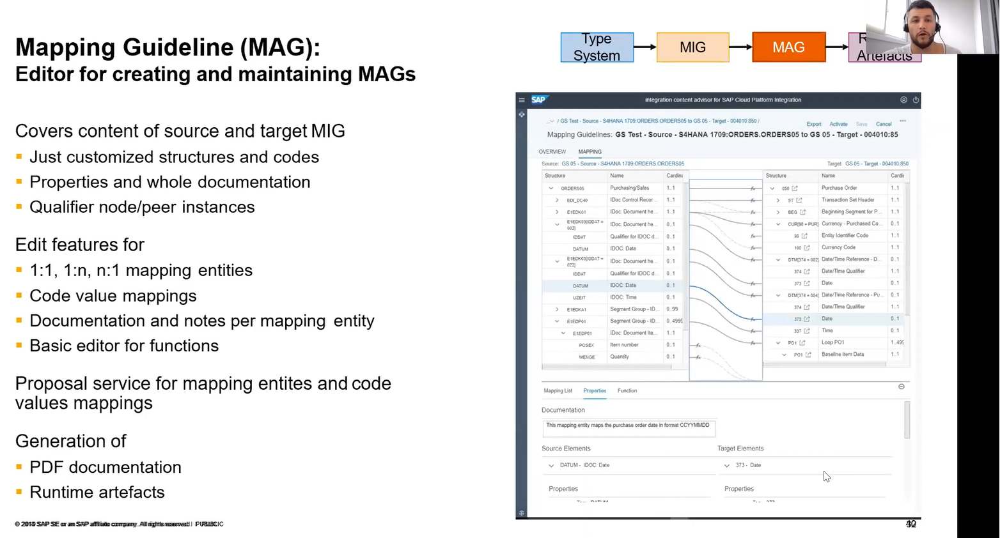 Mapping Guideline (MAG):
Editor for creating and maintaining MAGs
Type
System
MIG
MAG
Artefacts
Covers content of source and target MIG
Just customized structures and codes
Properties and whole documentation
Qualifier node/peer instances
Edit features for
1:1, 1:n, n:1 mapping entities
Code value mappings
Documentation and notes per mapping entity
Basic editor for functions
Proposal service for mapping entites and code
values mappings
Generation of
PDF documentation
Runtime artefacts
SAP
integration content advisor for SAP Cloud Platform Integration
/ GS Test - Source - S4HANA 1709:ORDERS.ORDERS05 to GS 05 - Target - 004010:850 /
Export Activate Save Cancel
Mapping Guidelines: GS Test - Source - S4HANA 1709:ORDERS.ORDERS05 to GS 05 - Target - 004010:85
OVERVIEW MAPPING
Source: GS 05 - Source - S4HANA 1709:ORDERS.ORDERS05
Target: GS 05 - Target - 004010:850
Structure Name Cardina
ORDERS05 Purchasing/Sales 1..1
EDI_DC40 IDoc Control Recor... 1..1
E1EDK01 IDoc: Document he... 1..1
E1EDK03[IDDAT =
002] IDoc: Document he... 0..1
IDDAT Qualifier for IDOC d... 0..1
DATUM IDOC: Date 0..1
E1EDK03[IDDAT =
022] IDoc: Document he... 0..1
IDDAT Qualifier for IDOC d... 0..1
DATUM IDOC: Date 0..1
UZEIT IDOC: Time 0..1
E1EDKA1 Segment Group - ID... 0..99
E1EDP01 Segment Group - ID... 0..4999
E1EDP01 IDoc: Document Ite... 1..1
POSEX Item number 0..1
MENGE Quantity 0..1
Structure Name Cardi
850 Purchase Order 1..1
ST Transaction Set Header 1..1
BEG Beginning Segment for P... 1..1
CUR[98 = PUR] Currency - Purchased Co... 0..1
98 Entity Identifier Code 1..1
100 Currency Code 1..1
DTM[374 = 002] Date/Time Reference - D... 0..1
374 Date/Time Qualifier 1..1
373 Date 0..1
DTM[374 = 004] Date/Time Reference - Pu... 0..1
374 Date/Time Qualifier 1..1
373 Date 0..1
337 Time 0..1
PO1 Loop PO1 1..499
PO1 Baseline Item Data 1..1
Mapping List Properties Function
Documentation
This mapping entity maps the purchase order date in format CCYYMMDD
Source Elements Target Elements
DATUM - IDOC: Date 373 - Date
Properties Properties
© SAP SE or an SAP affiliate company. All rights reserved. | PUBLIC